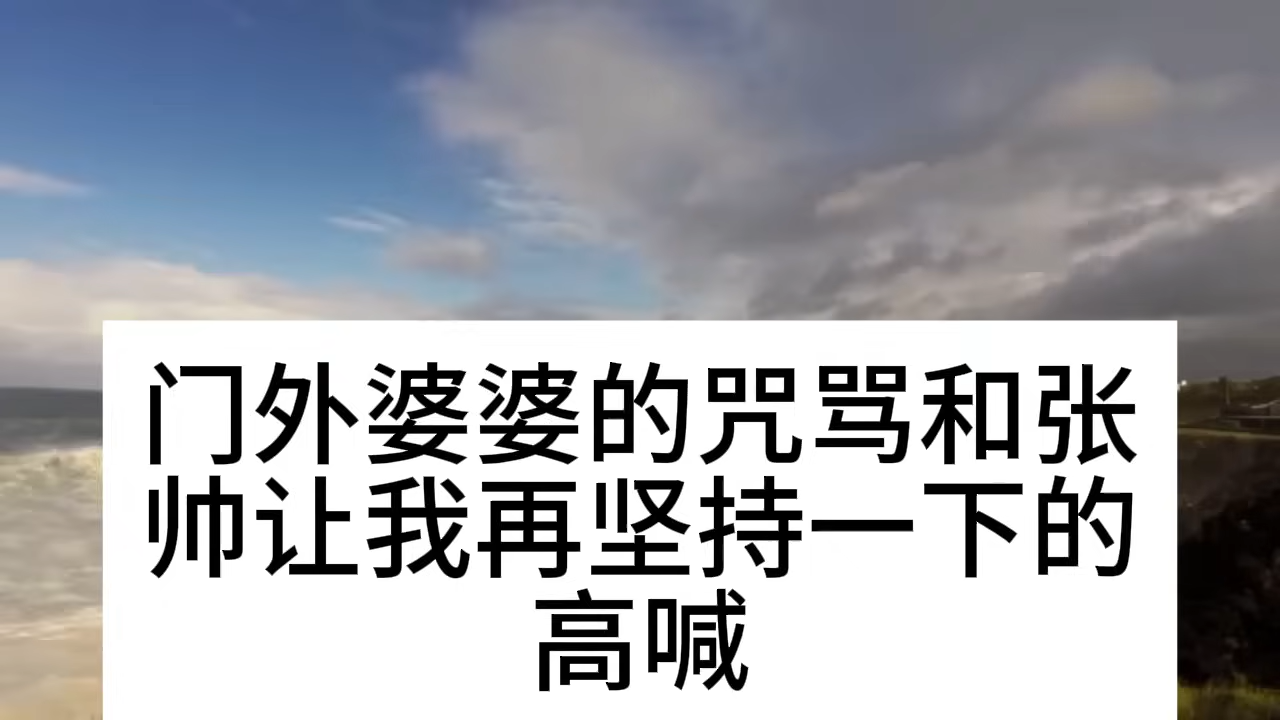 门外婆婆的咒骂和张
帅让我再坚持一下的
高喊